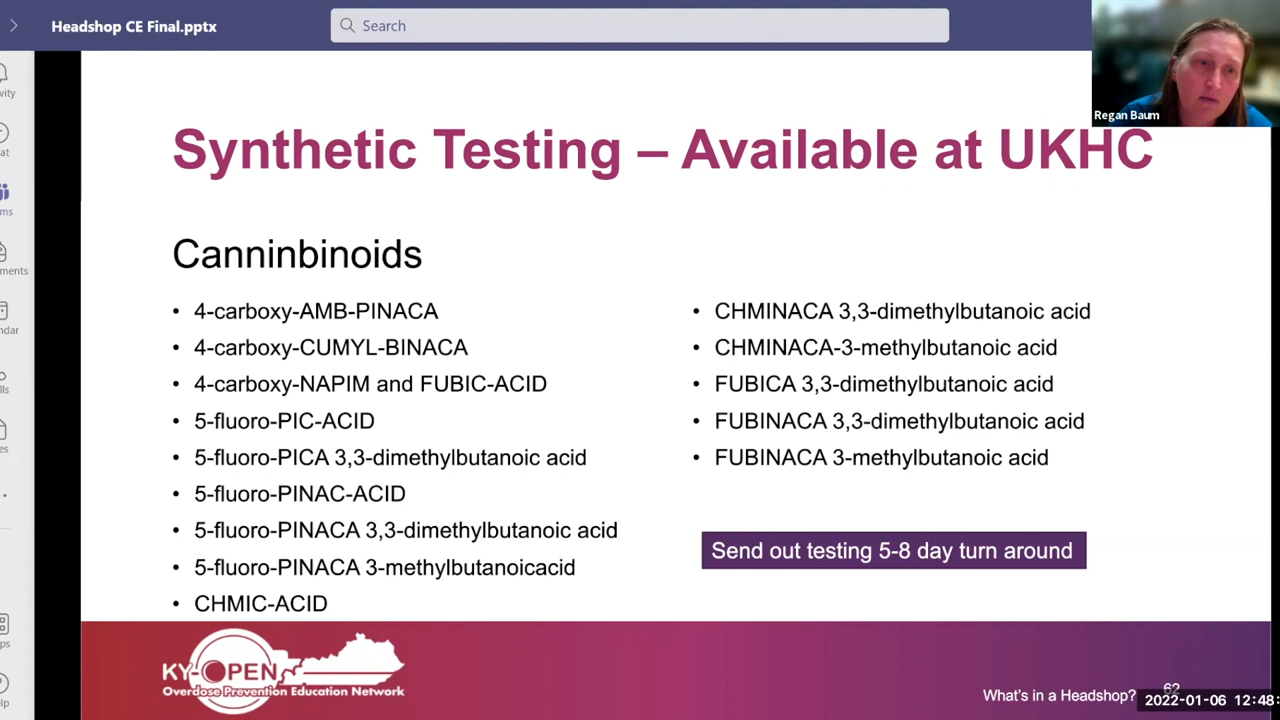 Headshop CE Final.pptx
Search
Regan Baum
Synthetic Testing – Available at UKHC
Canninbinoids
• 4-carboxy-AMB-PINACA
• 4-carboxy-CUMYL-BINACA
• 4-carboxy-NAPIM and FUBIC-ACID
• 5-fluoro-PIC-ACID
• 5-fluoro-PICA 3,3-dimethylbutanoic acid
• 5-fluoro-PINAC-ACID
• 5-fluoro-PINACA 3,3-dimethylbutanoic acid
• 5-fluoro-PINACA 3-methylbutanoicacid
• CHMIC-ACID
• CHMINACA 3,3-dimethylbutanoic acid
• CHMINACA-3-methylbutanoic acid
• FUBICA 3,3-dimethylbutanoic acid
• FUBINACA 3,3-dimethylbutanoic acid
• FUBINACA 3-methylbutanoic acid
Send out testing 5-8 day turn around
KY-OPEN
Overdose Prevention Education Network
What's in a Headshop?
62
2022-01-06 12:48: